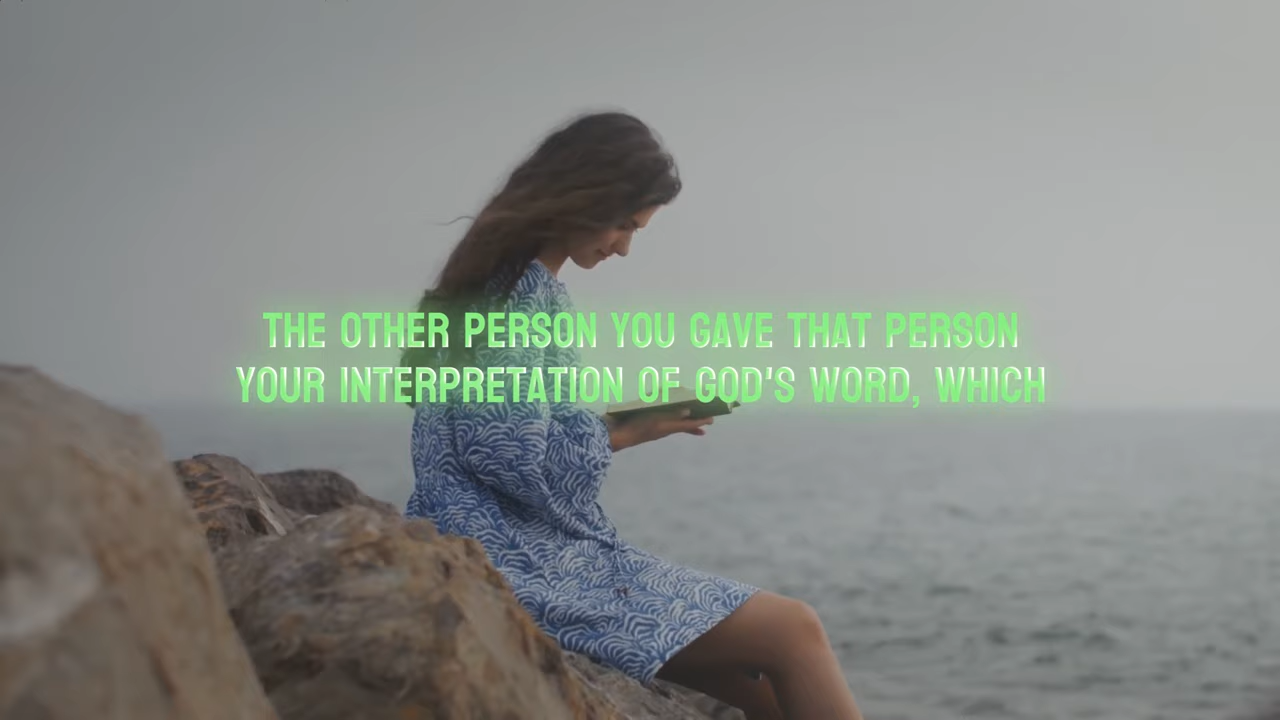 THE OTHER PERSON YOU GAVE THAT PERSON
YOUR INTERPRETATION OF GOD'S WORD, WHICH